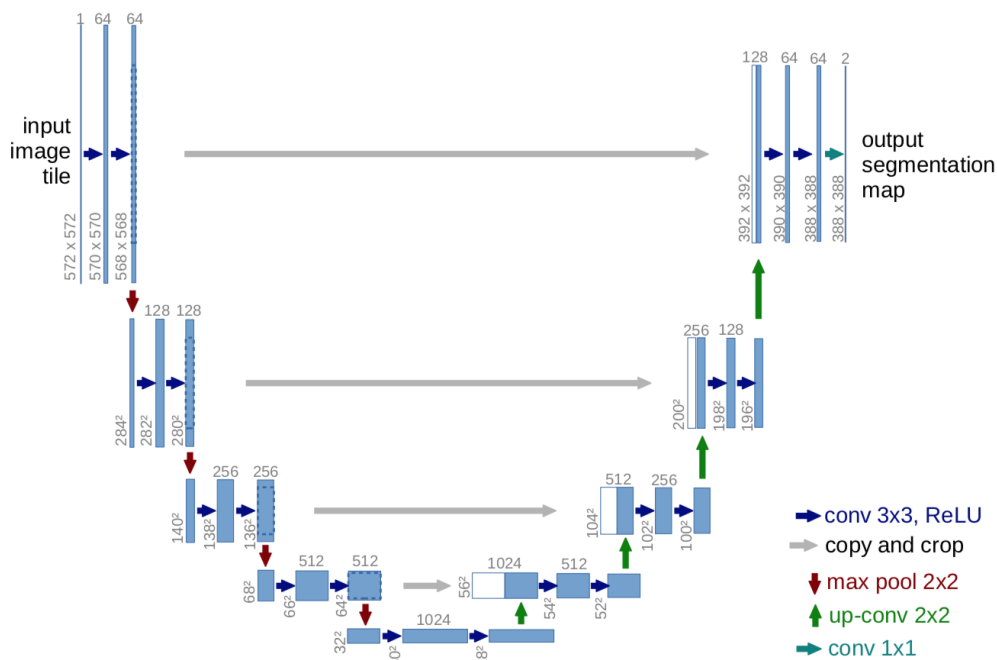 1 64 64
128
64 64 2
input
image
tile
output
segmentation
map
572 x 572
570 x 570
568 x 568
392 x 392
390 x 390
388 x 388
388 x 388
128 128
256 128
284²
282²
280²
200²
198²
196²
256 256
512 256
140²
138²
136²
104²
102²
100²
512 512
1024 512
68²
66²
64²
56²
54²
52²
1024
32²
0²
8²
conv 3x3, ReLU
copy and crop
max pool 2x2
up-conv 2x2
conv 1x1